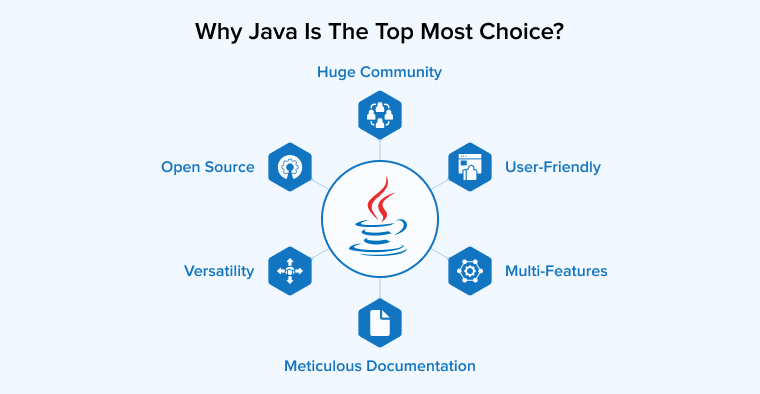 Why Java Is The Top Most Choice?
Huge Community
Open Source
User-Friendly
Versatility
Multi-Features
Meticulous Documentation